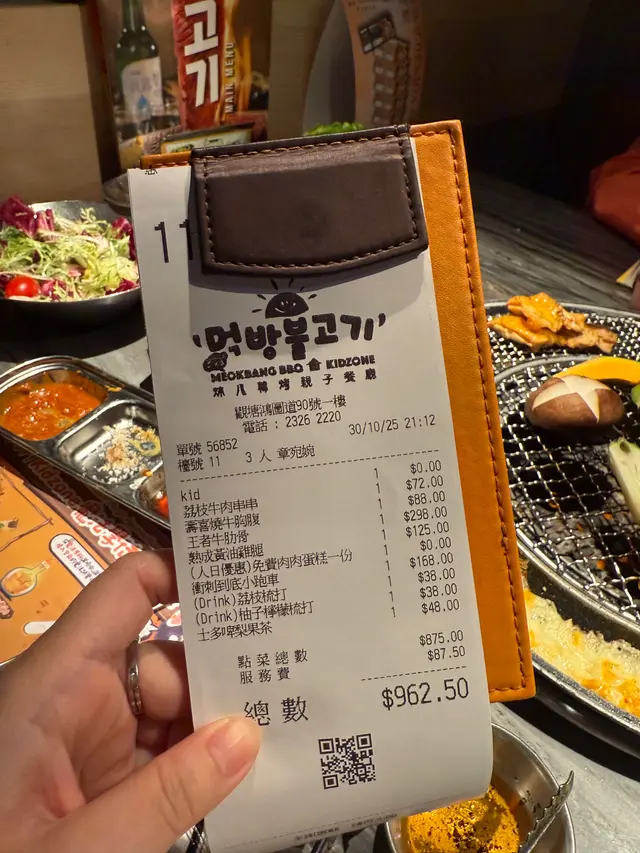 고기
MAIN MENU
11
'먹방불고기'
MEOKBANG BBQ KIDZONE
炑八韓烤親子餐廳
觀塘鴻圖道90號一樓
電話 : 2326 2220
單號 56852 30/10/25 21:12
檯號 11 3 人 章宛婉
kid 1 $0.00
荔枝牛肉串串 1 $72.00
壽喜燒牛胸腹 1 $88.00
王者牛肋骨 1 $298.00
熟成黃油雞腿 1 $125.00
(人日優惠)免費肉肉蛋糕一份 1 $0.00
衝刺到底小跑車 1 $168.00
(Drink)荔枝梳打 1 $38.00
(Drink)柚子檸檬梳打 1 $38.00
士多啤梨果茶 1 $48.00
點菜總數 $875.00
服務費 $87.50
總數 $962.50